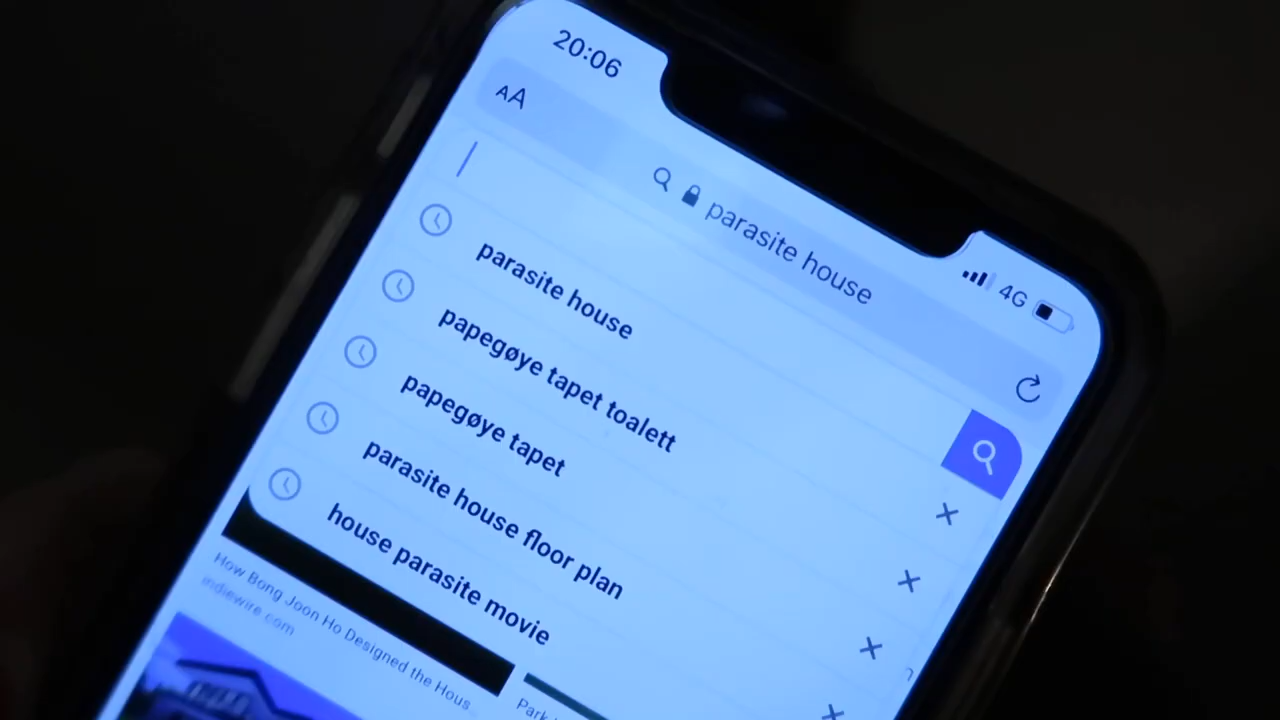 20:06
AA
parasite house
4G
parasite house
papegøye tapet toalett
papegøye tapet
parasite house floor plan
house parasite movie
How Bong Joon Ho Designed the Hous
indiewire.com
Park